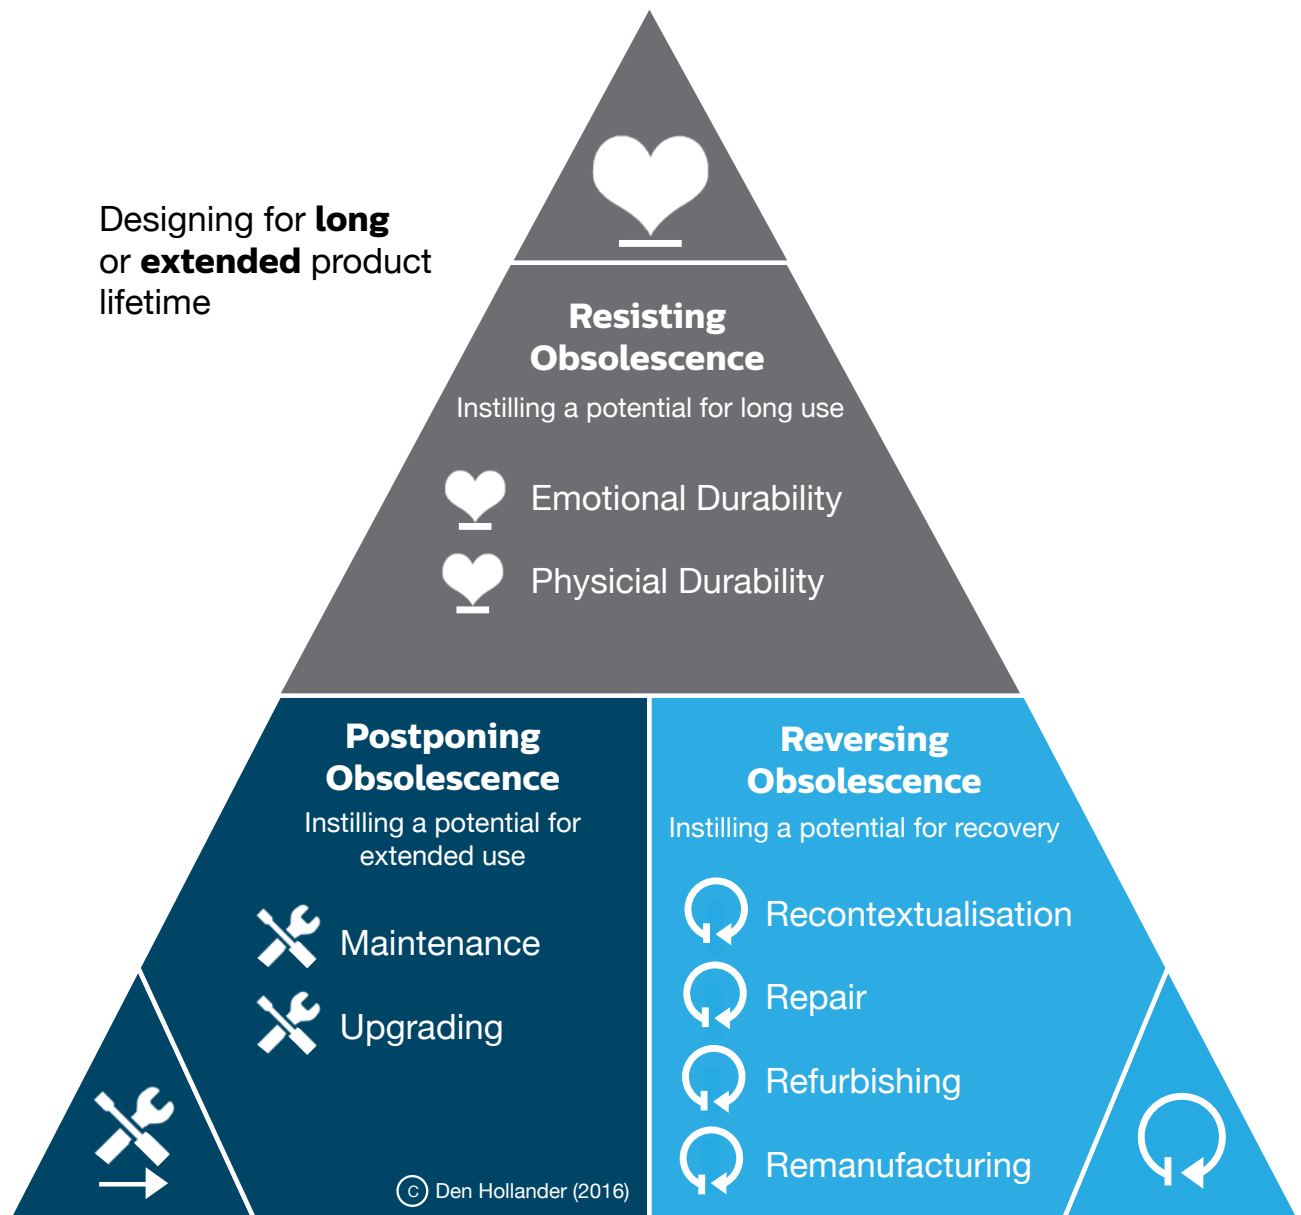 Designing for long
or extended product
lifetime
Resisting
Obsolescence
Instilling a potential for long use
Emotional Durability
Physicial Durability
Postponing
Obsolescence
Instilling a potential for
extended use
Maintenance
Upgrading
© Den Hollander (2016)
Reversing
Obsolescence
Instilling a potential for recovery
Recontextualisation
Repair
Refurbishing
Remanufacturing